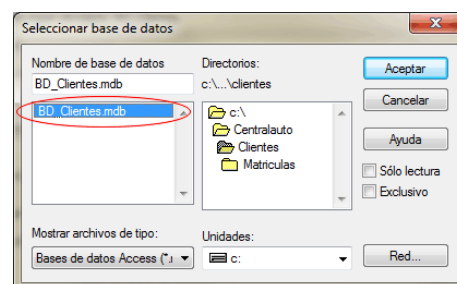 Seleccionar base de datos
Nombre de base de datos
BD_Clientes.mdb
BD_Clientes.mdb
Mostrar archivos de tipo:
Bases de datos Access (*.
Directorios:
c:\...\clientes
c:\
Centralauto
Clientes
Matriculas
Unidades:
c:
Aceptar
Cancelar
Ayuda
Sólo lectura
Exclusivo
Red...